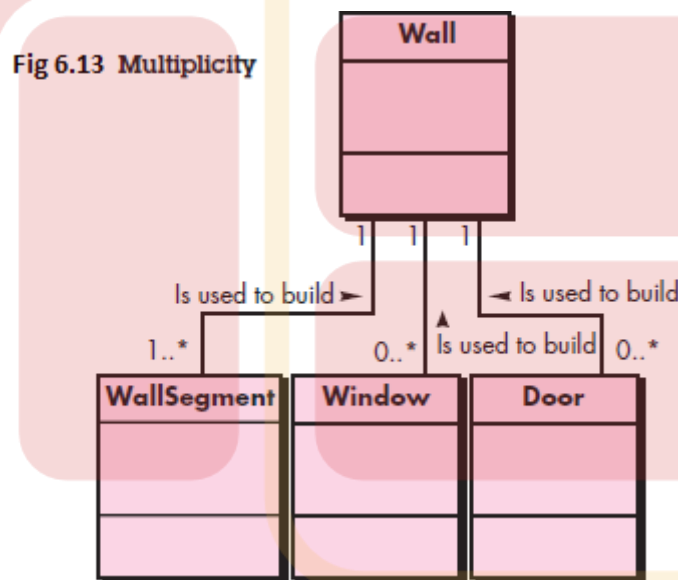 Wall
Fig 6.13 Multiplicity
1 1 1
Is used to build ► ◄ Is used to build
▲
1..* 0..* Is used to build 0..*
WallSegment Window Door